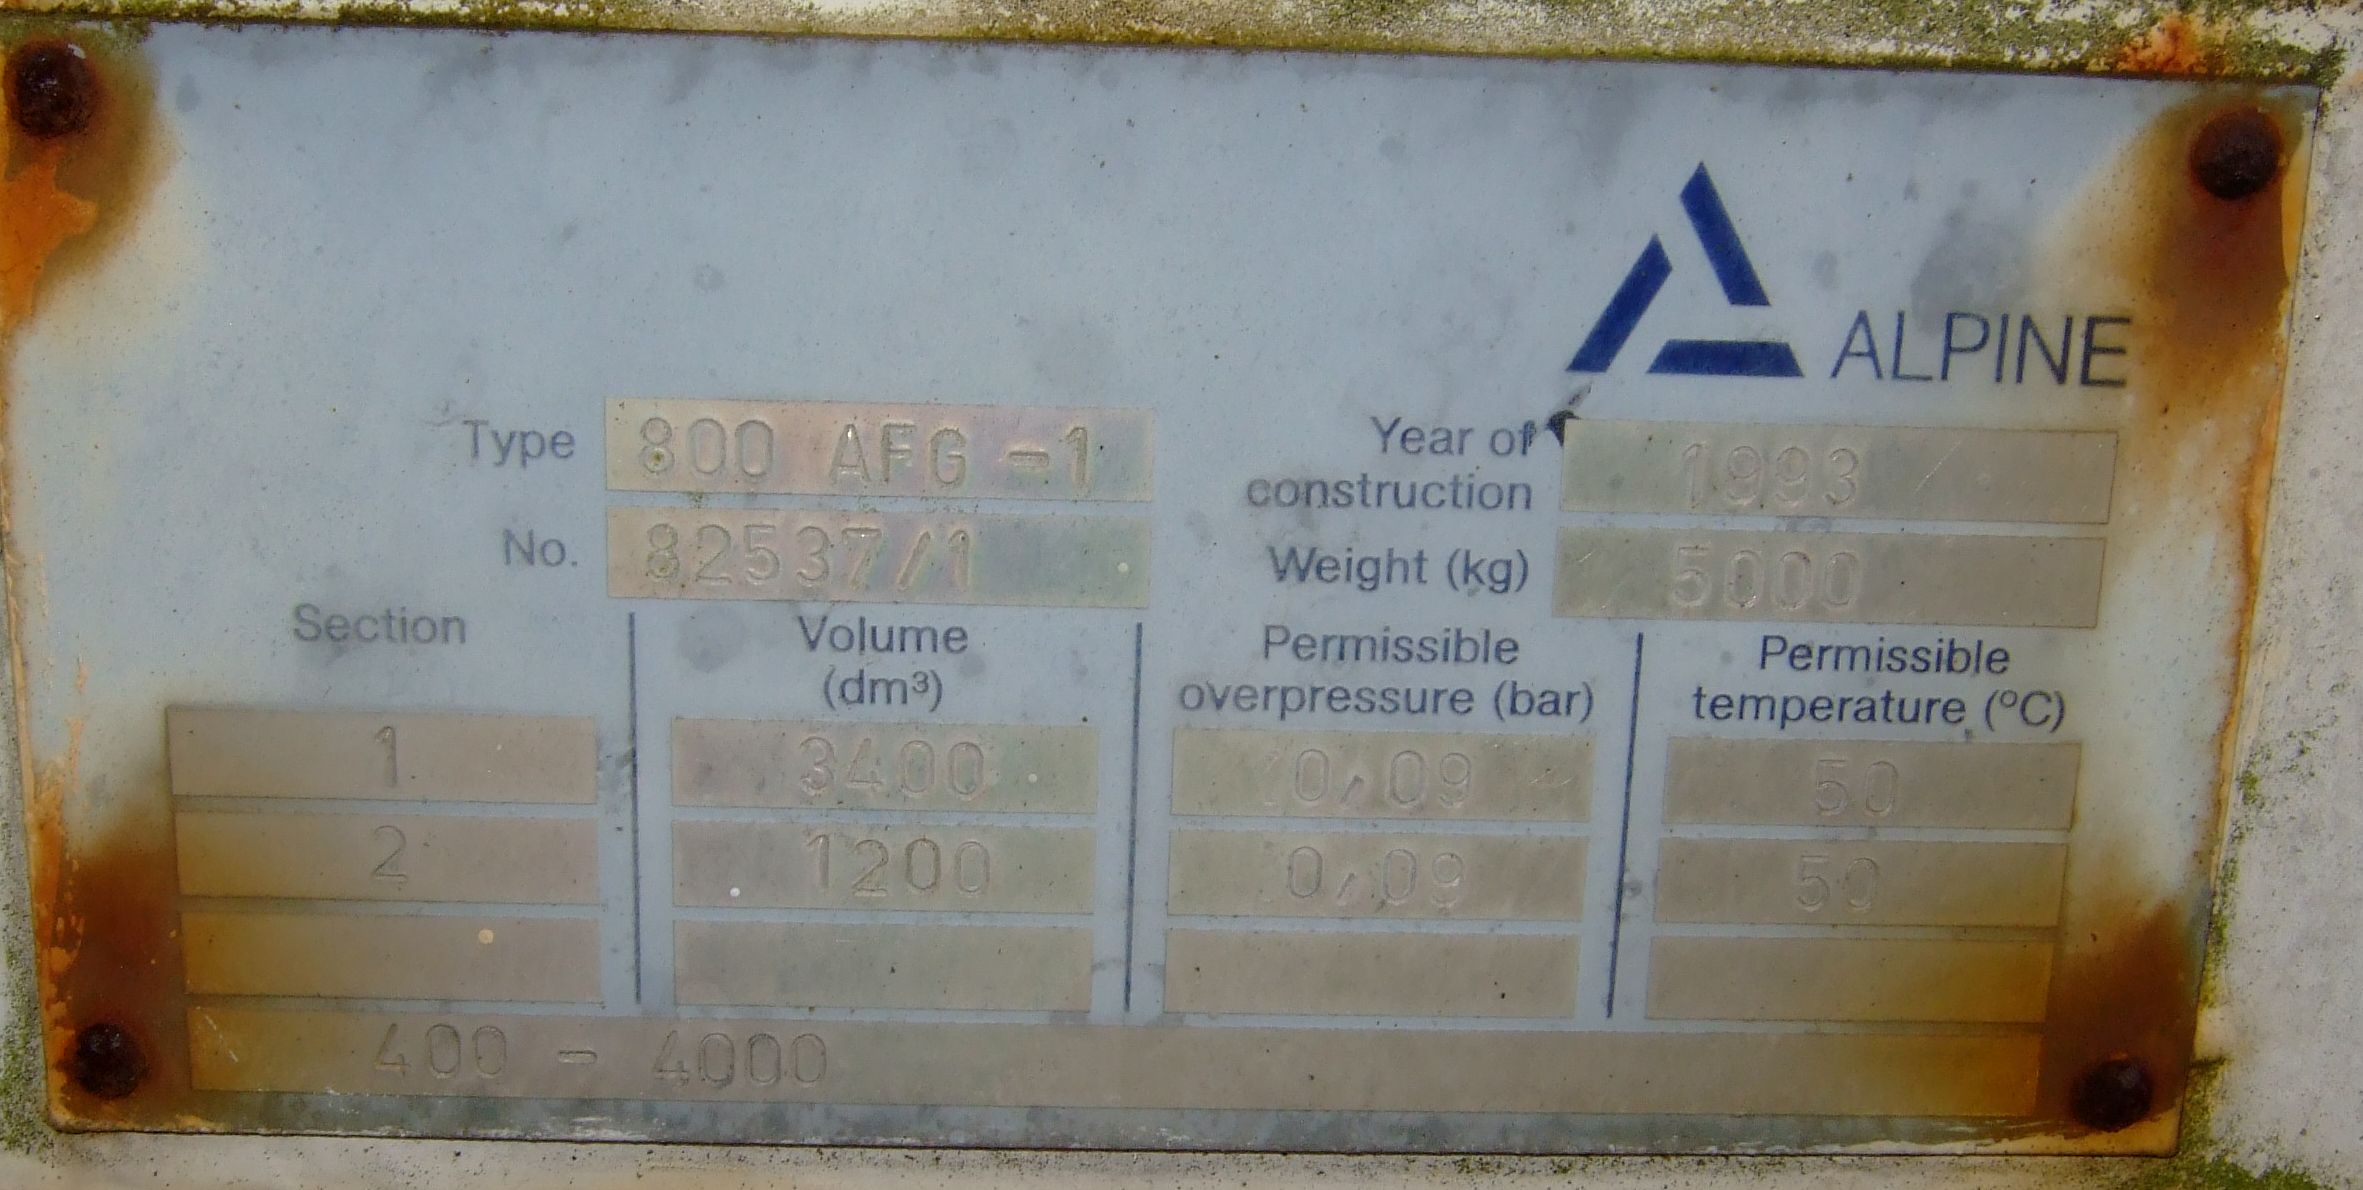 ALPINE
Type 800 AFG -1
Year of construction 1993
No. 82537/1
Weight (kg) 5000
Section Volume (dm³) Permissible overpressure (bar) Permissible temperature (°C)
1 3400 0,09 50
2 1200 0,09 50
400 - 4000